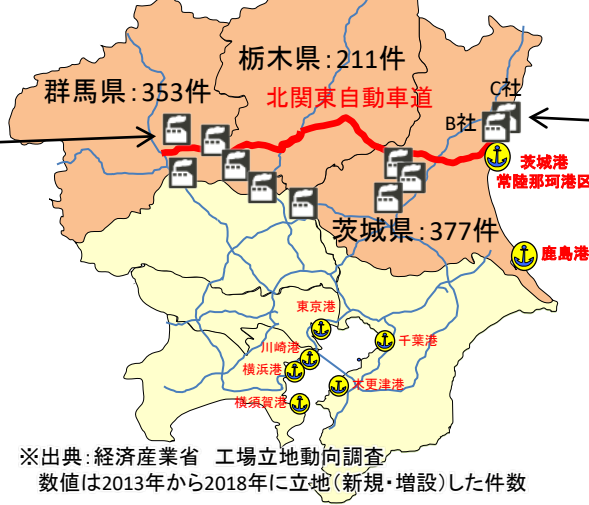 栃木県:211件
群馬県:353件
北関東自動車道
C社
B社
茨城港
常陸那珂港区
茨城県:377件
鹿島港
東京港
千葉港
川崎港
横浜港
木更津港
横須賀港
※出典:経済産業省 工場立地動向調査
数値は2013年から2018年に立地(新規・増設)した件数